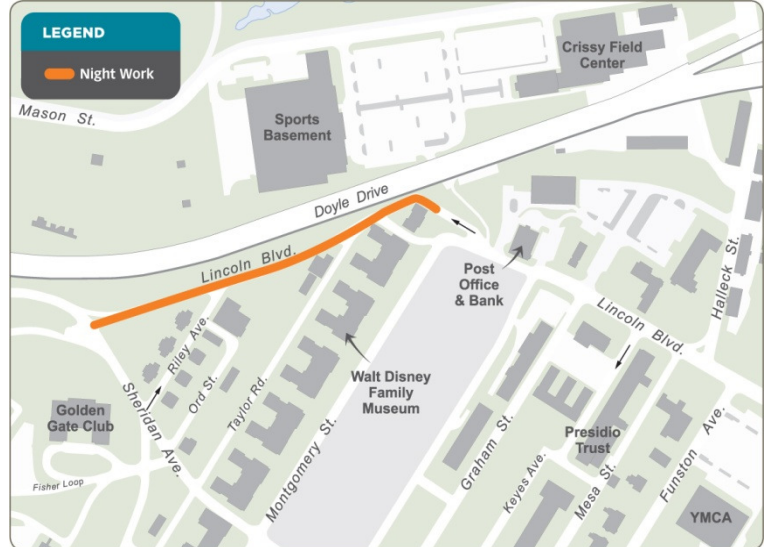 LEGEND
Night Work
Mason St.
Sports
Basement
Crissy Field
Center
Doyle Drive
Lincoln Blvd.
Post
Office
& Bank
Halleck St.
Lincoln Blvd.
Riley Ave.
Ord St.
Taylor Rd.
Walt Disney
Family
Museum
Golden
Gate Club
Sheridan Ave.
Fisher Loop
Montgomery St.
Graham St.
Keyes Ave.
Presidio
Trust
Mesa St.
Funston Ave.
YMCA